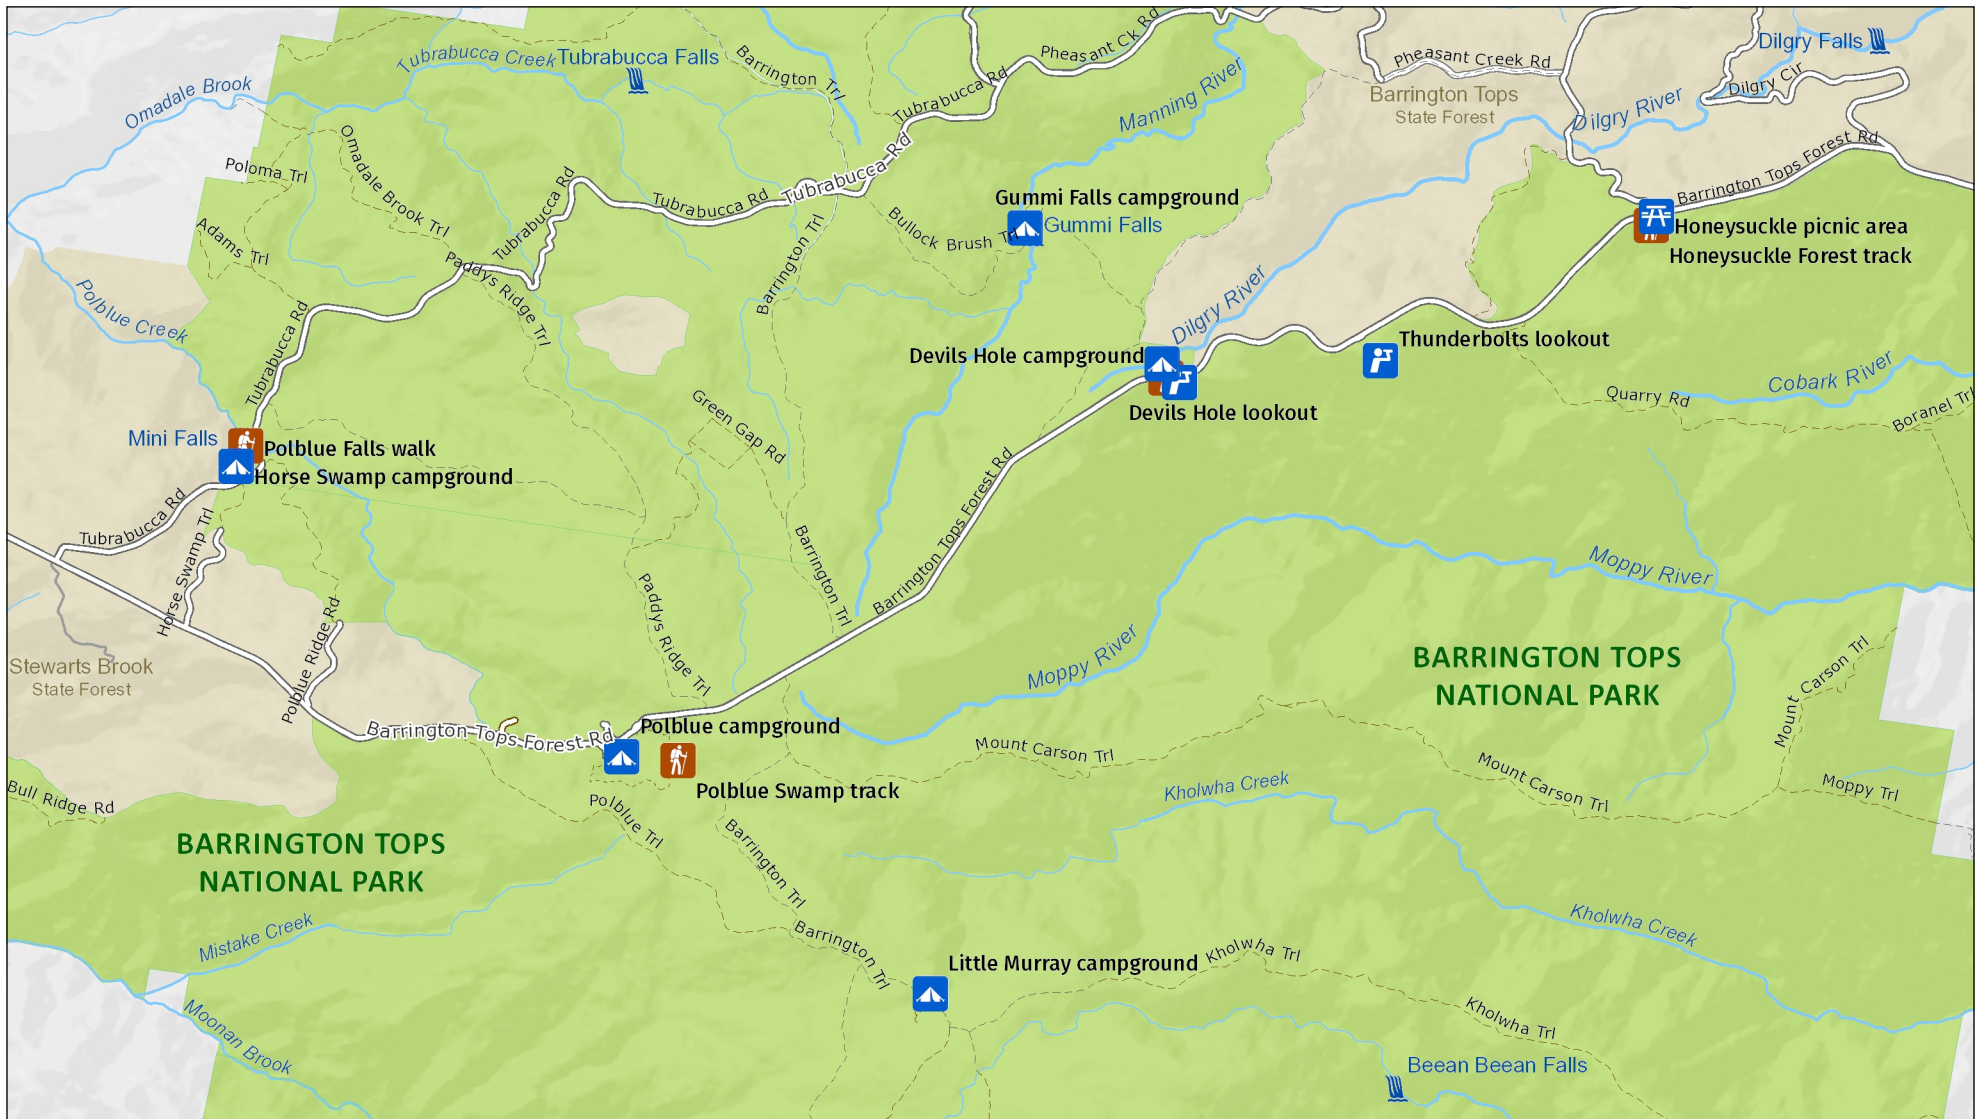 Tubrabucca Creek
Tubrabucca Falls
Barrington Trl
Pheasant Ck Rd
Pheasant Creek Rd
Dilgry Falls
Dilgry Cir
Omadale Brook
Tubrabucca Rd
Manning River
Barrington Tops
State Forest
Dilgry River
Poloma Trl
Omadale Brook Trl
Tubrabucca Rd
Tubrabucca Rd
Tubrabucca Rd
Barrington Tops Forest Rd
Adams Trl
Paddys Ridge Trl
Barrington Trl
Bullock Brush Trl
Gummi Falls campground
Gummi Falls
Honeysuckle picnic area
Honeysuckle Forest track
Polblue Creek
Tubrabucca Rd
Dilgry River
Thunderbolts lookout
Devils Hole campground
Devils Hole lookout
Quarry Rd
Cobark River
Boranel Trl
Green Gap Rd
Mini Falls
Polblue Falls walk
Horse Swamp campground
Tubrabucca Rd
Horse Swamp Trl
Barrington Trl
Barrington Tops Forest Rd
Moppy River
Paddys Ridge Trl
Polblue Ridge Rd
Stewarts Brook
State Forest
Moppy River
BARRINGTON TOPS
NATIONAL PARK
Mount Carson Trl
Barrington Tops Forest Rd
Polblue campground
Polblue Swamp track
Mount Carson Trl
Mount Carson Trl
Moppy Trl
Kholwha Creek
Bull Ridge Rd
Polblue Trl
Barrington Trl
BARRINGTON TOPS
NATIONAL PARK
Mistake Creek
Barrington Trl
Kholwha Creek
Little Murray campground
Kholwha Trl
Kholwha Trl
Moonan Brook
Beean Beean Falls